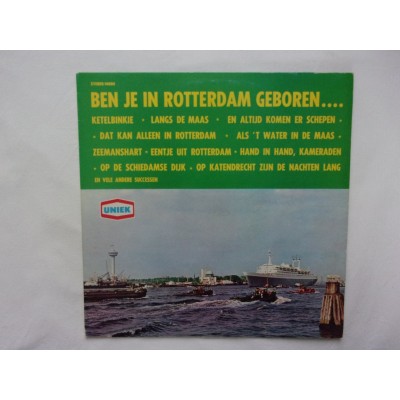 BEN JE IN ROTTERDAM GEBOREN....
KETELBINKIE - LANGS DE MAAS - EN ALTIJD KOMEN ER SCHEPEN -
- DAT KAN ALLEEN IN ROTTERDAM - ALS 'T WATER IN DE MAAS -
ZEEMANSHART - EENTJE UIT ROTTERDAM - HAND IN HAND, KAMERADEN
- OP DE SCHIEDAMSE DIJK - OP KATENDRECHT ZIJN DE NACHTEN LANG
EN VELE ANDERE SUCCESSEN
UNIEK